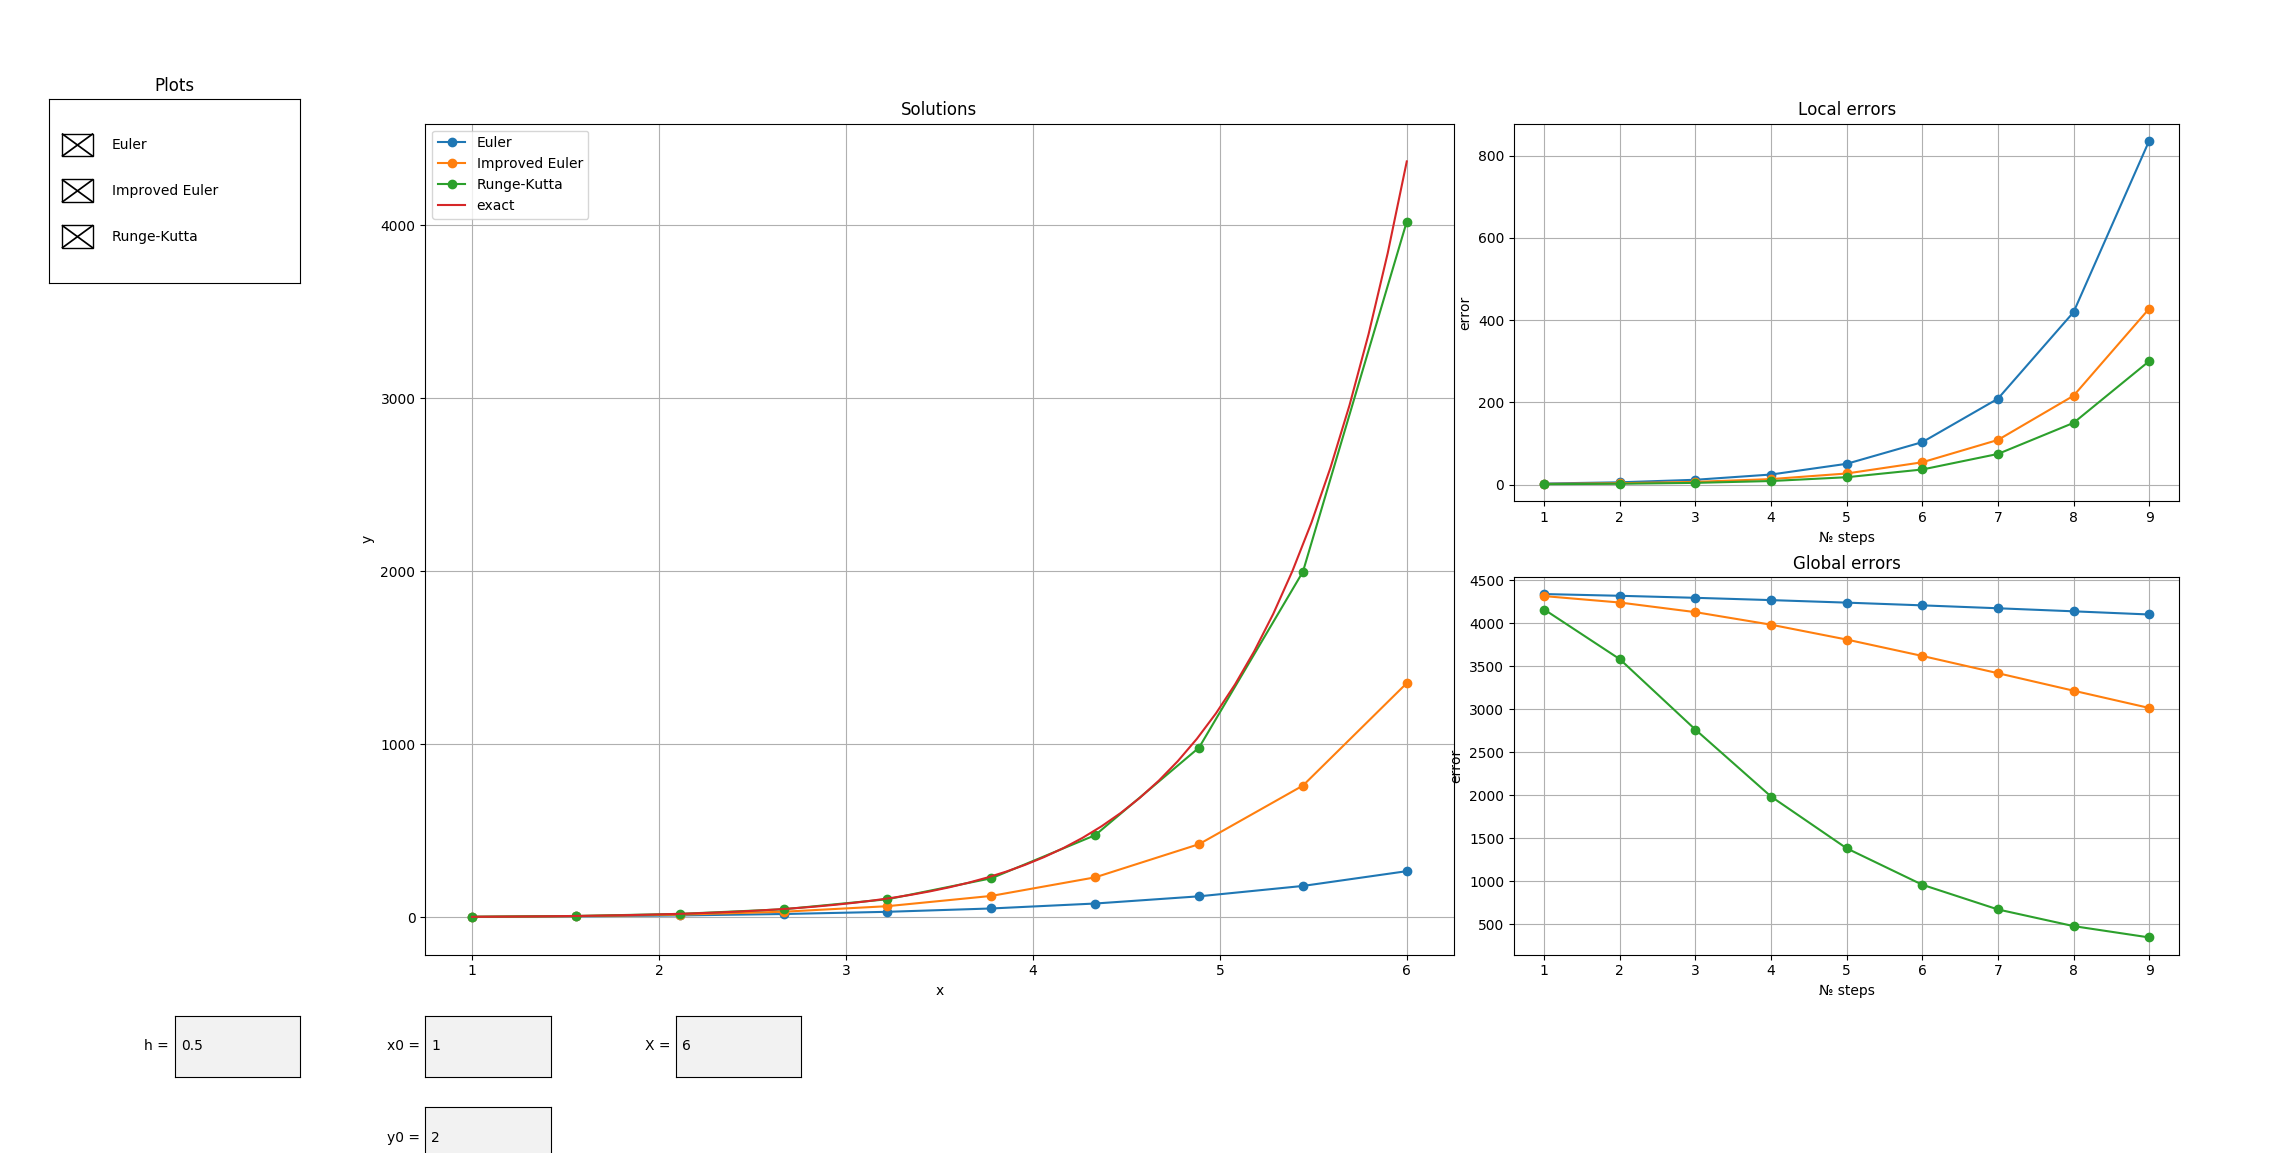 Plots
Euler
Improved Euler
Runge-Kutta
Solutions
Euler
Improved Euler
Runge-Kutta
exact
4000
3000
2000
1000
0
y
1 2 3 4 5 6
x
Local errors
800
600
400
200
0
error
1 2 3 4 5 6 7 8 9
№ steps
Global errors
4500
4000
3500
3000
2500
2000
1500
1000
500
error
1 2 3 4 5 6 7 8 9
№ steps
h = 0.5
x0 = 1
X = 6
y0 = 2